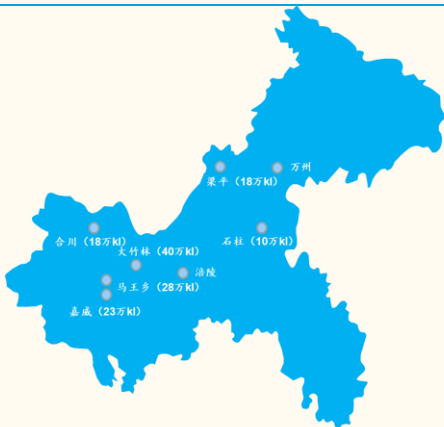 梁平（18万kl）
万州
合川（18万kl）
石柱（10万kl）
大竹林（40万kl）
涪陵
马王乡（28万kl）
嘉威（23万kl）